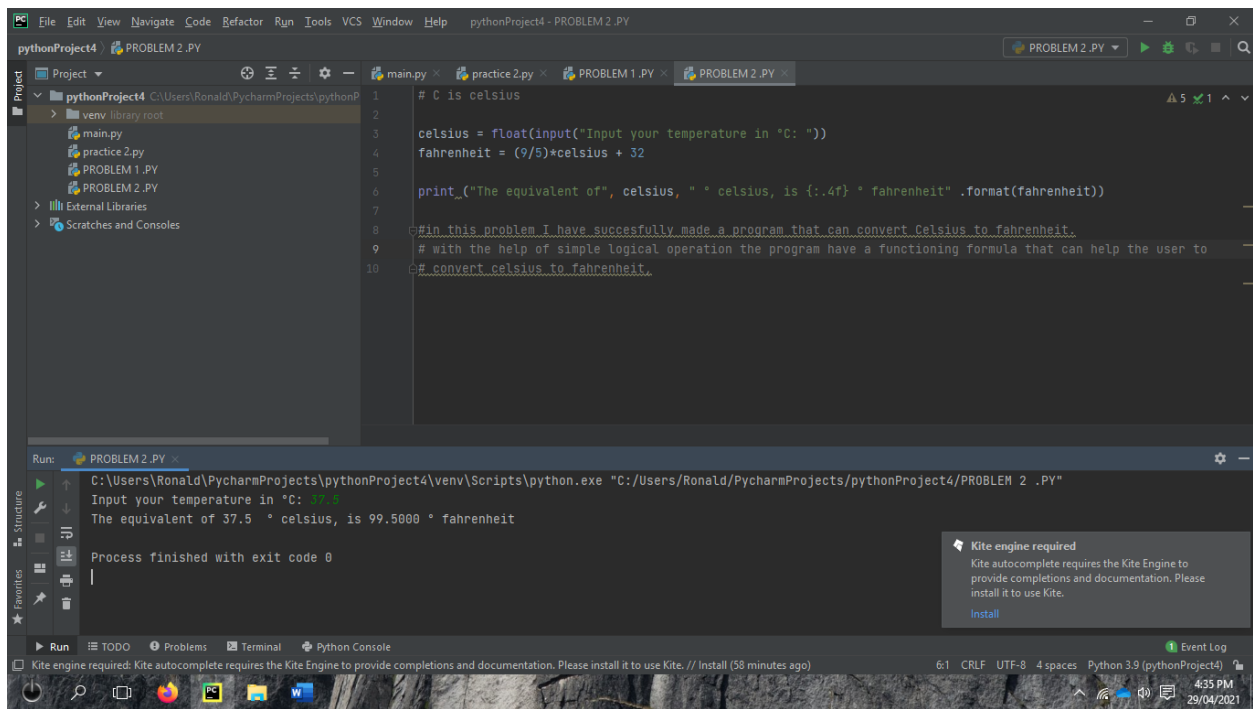 File Edit View Navigate Code Refactor Run Tools VCS Window Help pythonProject4 - PROBLEM 2 .PY
pythonProject4 PROBLEM 2 .PY
PROBLEM 2 .PY
Project
Project
main.py
practice 2.py
PROBLEM 1 .PY
PROBLEM 2 .PY
pythonProject4 C:\Users\Ronald\PycharmProjects\pythonP
venv library root
main.py
practice 2.py
PROBLEM 1 .PY
PROBLEM 2 .PY
External Libraries
Scratches and Consoles
5 1
1 # C is celsius
2
3 celsius = float(input("Input your temperature in °C: "))
4 fahrenheit = (9/5)*celsius + 32
5
6 print ("The equivalent of", celsius, " ° celsius, is {:.4f} ° fahrenheit" .format(fahrenheit))
7
8 #in this problem I have succesfully made a program that can convert Celsius to fahrenheit.
9 # with the help of simple logical operation the program have a functioning formula that can help the user to
10 # convert celsius to fahrenheit,
Run: PROBLEM 2 .PY
C:\Users\Ronald\PycharmProjects\pythonProject4\venv\Scripts\python.exe "C:/Users/Ronald/PycharmProjects/pythonProject4/PROBLEM 2 .PY"
Input your temperature in °C: 37.5
The equivalent of 37.5  ° celsius, is 99.5000 ° fahrenheit
Process finished with exit code 0
Structure
Favorites
Kite engine required
Kite autocomplete requires the Kite Engine to
provide completions and documentation. Please
install it to use Kite.
Install
Run TODO Problems Terminal Python Console
1 Event Log
Kite engine required: Kite autocomplete requires the Kite Engine to provide completions and documentation. Please install it to use Kite. // Install (58 minutes ago)
6:1 CRLF UTF-8 4 spaces Python 3.9 (pythonProject4)
4:35 PM
29/04/2021